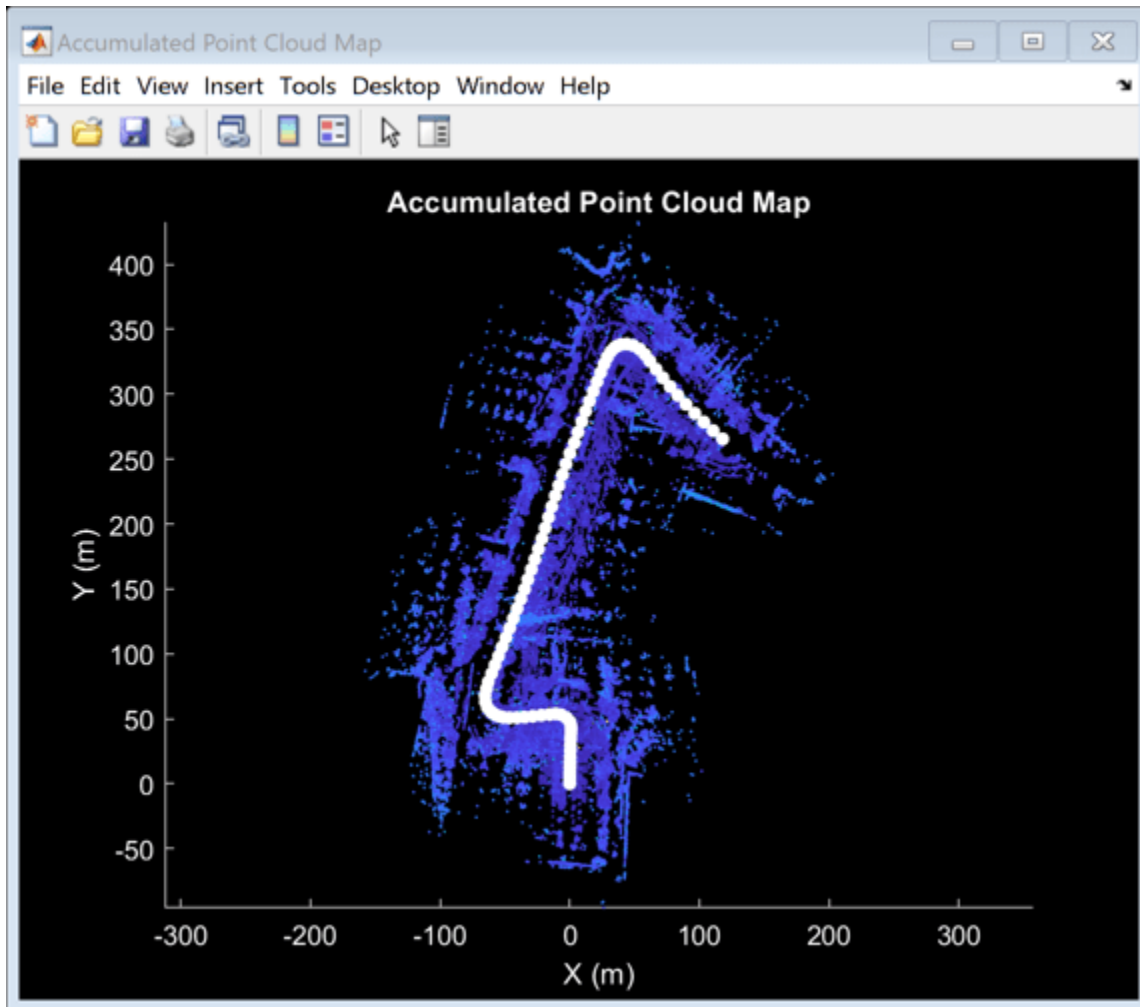 Accumulated Point Cloud Map
File Edit View Insert Tools Desktop Window Help
Accumulated Point Cloud Map
400
350
300
250
200
150
100
50
0
-50
Y (m)
-300 -200 -100 0 100 200 300
X (m)